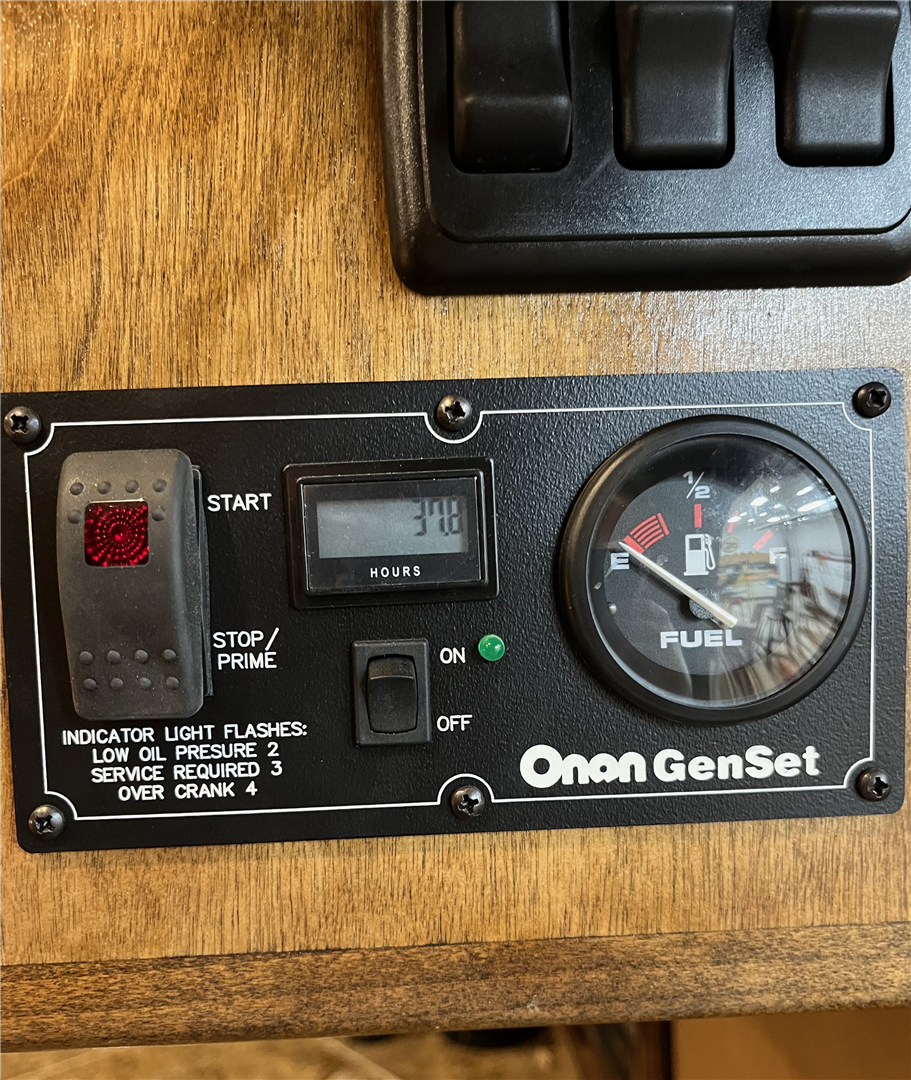 START
37.8
HOURS
STOP/
PRIME
ON
OFF
INDICATOR LIGHT FLASHES:
LOW OIL PRESURE 2
SERVICE REQUIRED 3
OVER CRANK 4
1/2
E
F
FUEL
Onan GenSet